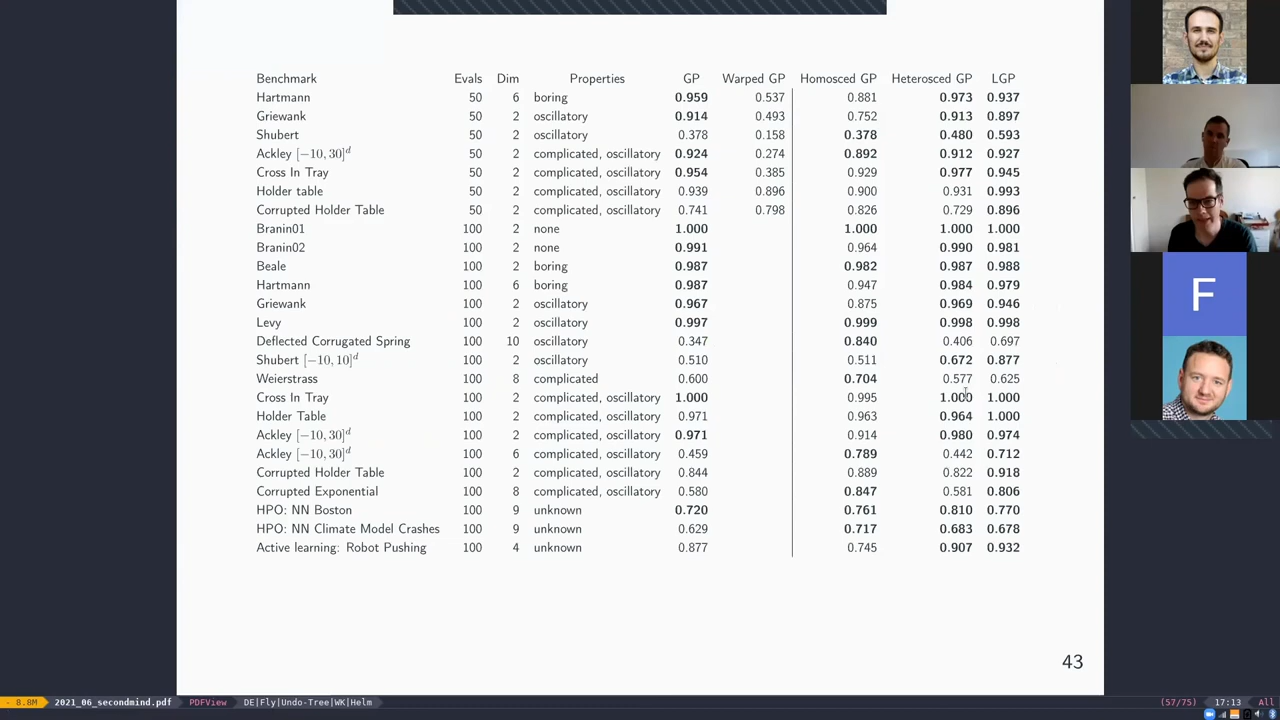 Benchmark Evals Dim Properties GP Warped GP Homosced GP Heterosced GP LGP
Hartmann 50 6 boring 0.959 0.537 0.881 0.973 0.937
Griewank 50 2 oscillatory 0.914 0.493 0.752 0.913 0.897
Shubert 50 2 oscillatory 0.378 0.158 0.378 0.480 0.593
Ackley [−10, 30]^d 50 2 complicated, oscillatory 0.924 0.274 0.892 0.912 0.927
Cross In Tray 50 2 complicated, oscillatory 0.954 0.385 0.929 0.977 0.945
Holder table 50 2 complicated, oscillatory 0.939 0.896 0.900 0.931 0.993
Corrupted Holder Table 50 2 complicated, oscillatory 0.741 0.798 0.826 0.729 0.896
Branin01 100 2 none 1.000 1.000 1.000 1.000
Branin02 100 2 none 0.991 0.964 0.990 0.981
Beale 100 2 boring 0.987 0.982 0.987 0.988
Hartmann 100 6 boring 0.987 0.947 0.984 0.979
Griewank 100 2 oscillatory 0.967 0.875 0.969 0.946
Levy 100 2 oscillatory 0.997 0.999 0.998 0.998
Deflected Corrugated Spring 100 10 oscillatory 0.347 0.840 0.406 0.697
Shubert [−10, 10]^d 100 2 oscillatory 0.510 0.511 0.672 0.877
Weierstrass 100 8 complicated 0.600 0.704 0.577 0.625
Cross In Tray 100 2 complicated, oscillatory 1.000 0.995 1.000 1.000
Holder Table 100 2 complicated, oscillatory 0.971 0.963 0.964 1.000
Ackley [−10, 30]^d 100 2 complicated, oscillatory 0.971 0.914 0.980 0.974
Ackley [−10, 30]^d 100 6 complicated, oscillatory 0.459 0.789 0.442 0.712
Corrupted Holder Table 100 2 complicated, oscillatory 0.844 0.889 0.822 0.918
Corrupted Exponential 100 8 complicated, oscillatory 0.580 0.847 0.581 0.806
HPO: NN Boston 100 9 unknown 0.720 0.761 0.810 0.770
HPO: NN Climate Model Crashes 100 9 unknown 0.629 0.717 0.683 0.678
Active learning: Robot Pushing 100 4 unknown 0.877 0.745 0.907 0.932
F
43
- 8.8M 2021_06_secondmind.pdf PDFView DE|Fly|Undo-Tree|WK|Helm (57/75) 17:13 All